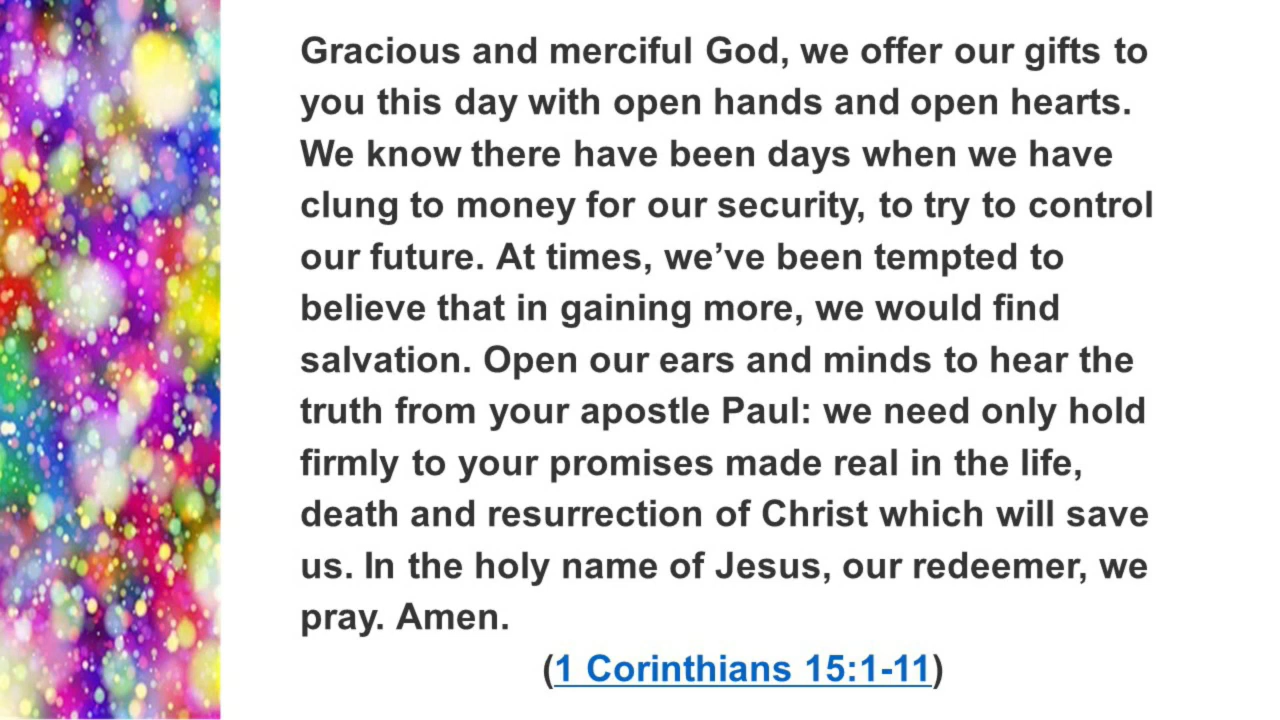 Gracious and merciful God, we offer our gifts to
you this day with open hands and open hearts.
We know there have been days when we have
clung to money for our security, to try to control
our future. At times, we’ve been tempted to
believe that in gaining more, we would find
salvation. Open our ears and minds to hear the
truth from your apostle Paul: we need only hold
firmly to your promises made real in the life,
death and resurrection of Christ which will save
us. In the holy name of Jesus, our redeemer, we
pray. Amen.
(1 Corinthians 15:1-11)